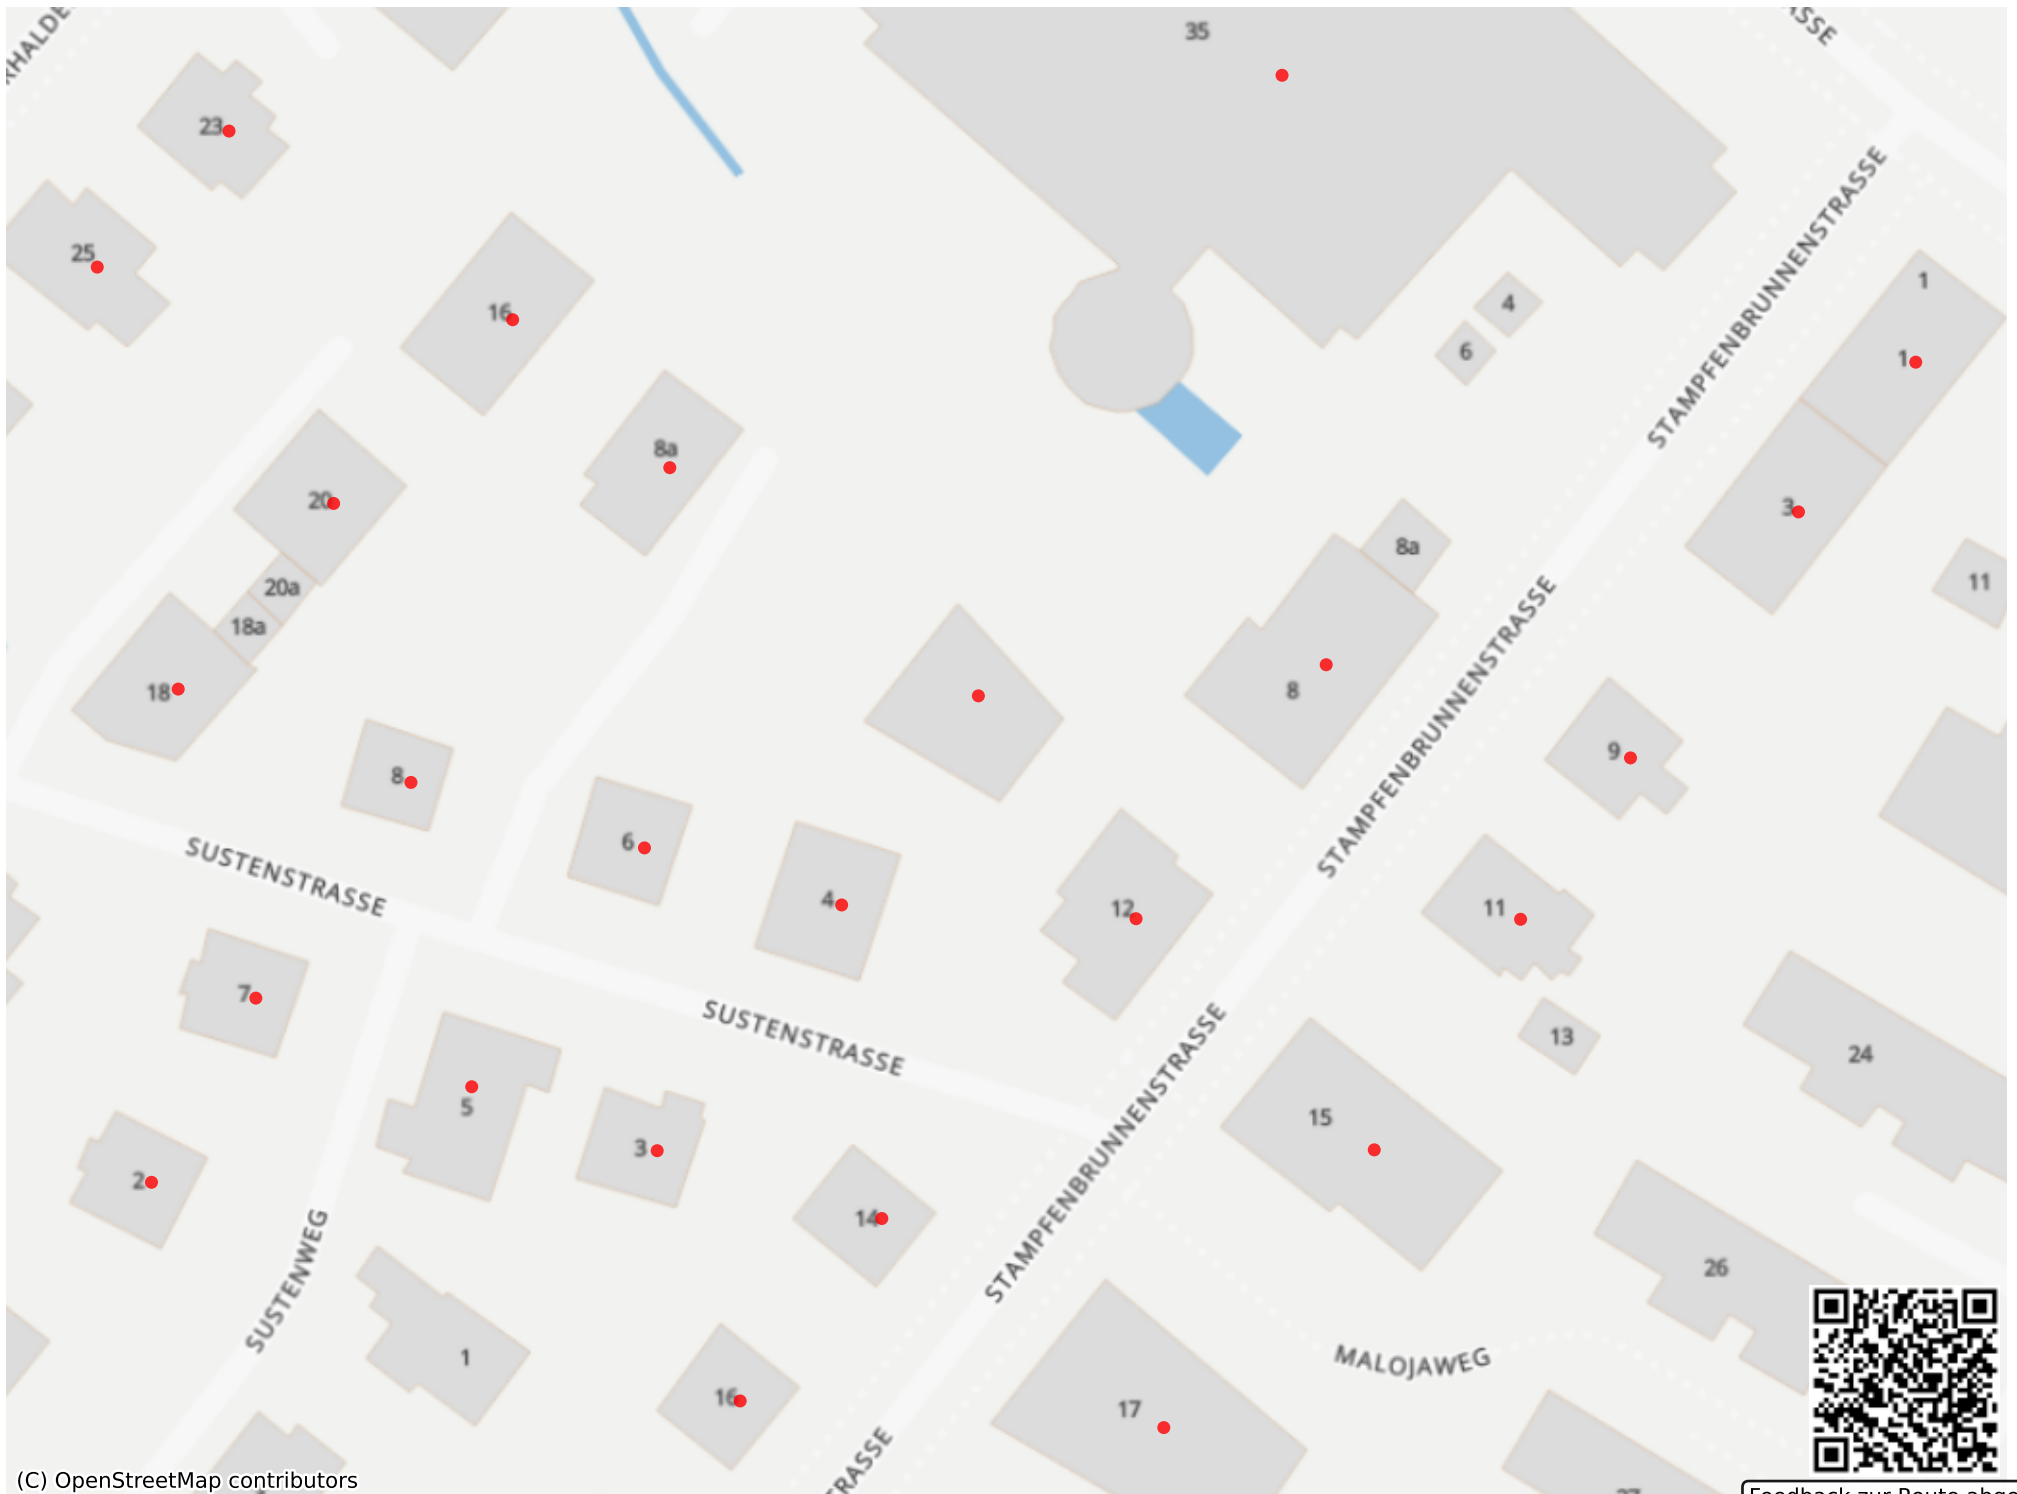 35
23
25
16
4
1
6
1
8a
20
3
8a
11
20a
18a
18
8
9
8
6
4
12
11
SUSTENSTRASSE
7
13
24
SUSTENSTRASSE
5
15
3
2
14
26
1
16
17
STAMPFENBRUNNENSTRASSE
STAMPFENBRUNNENSTRASSE
STAMPFENBRUNNENSTRASSE
SUSTENWEG
MALOJAWEG
(C) OpenStreetMap contributors